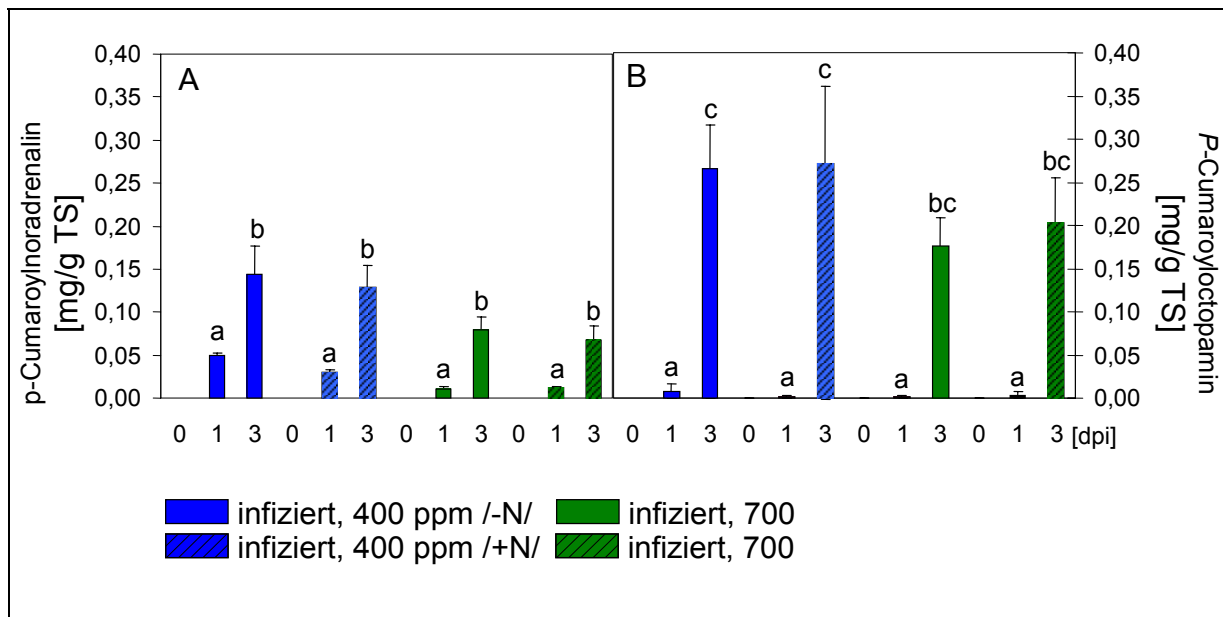 p-Cumaroylnoradrenalin
[mg/g TS]
0,40
0,35
0,30
0,25
0,20
0,15
0,10
0,05
0,00
A
a
b
a
b
a
b
a
b
0 1 3 0 1 3 0 1 3 0 1 3
B
a
c
a
c
a
bc
a
bc
0 1 3 0 1 3 0 1 3 0 1 3 [dpi]
0,40
0,35
0,30
0,25
0,20
0,15
0,10
0,05
0,00
P-Cumaroyloctopamin
[mg/g TS]
infiziert, 400 ppm /-N/ infiziert, 700
infiziert, 400 ppm /+N/ infiziert, 700